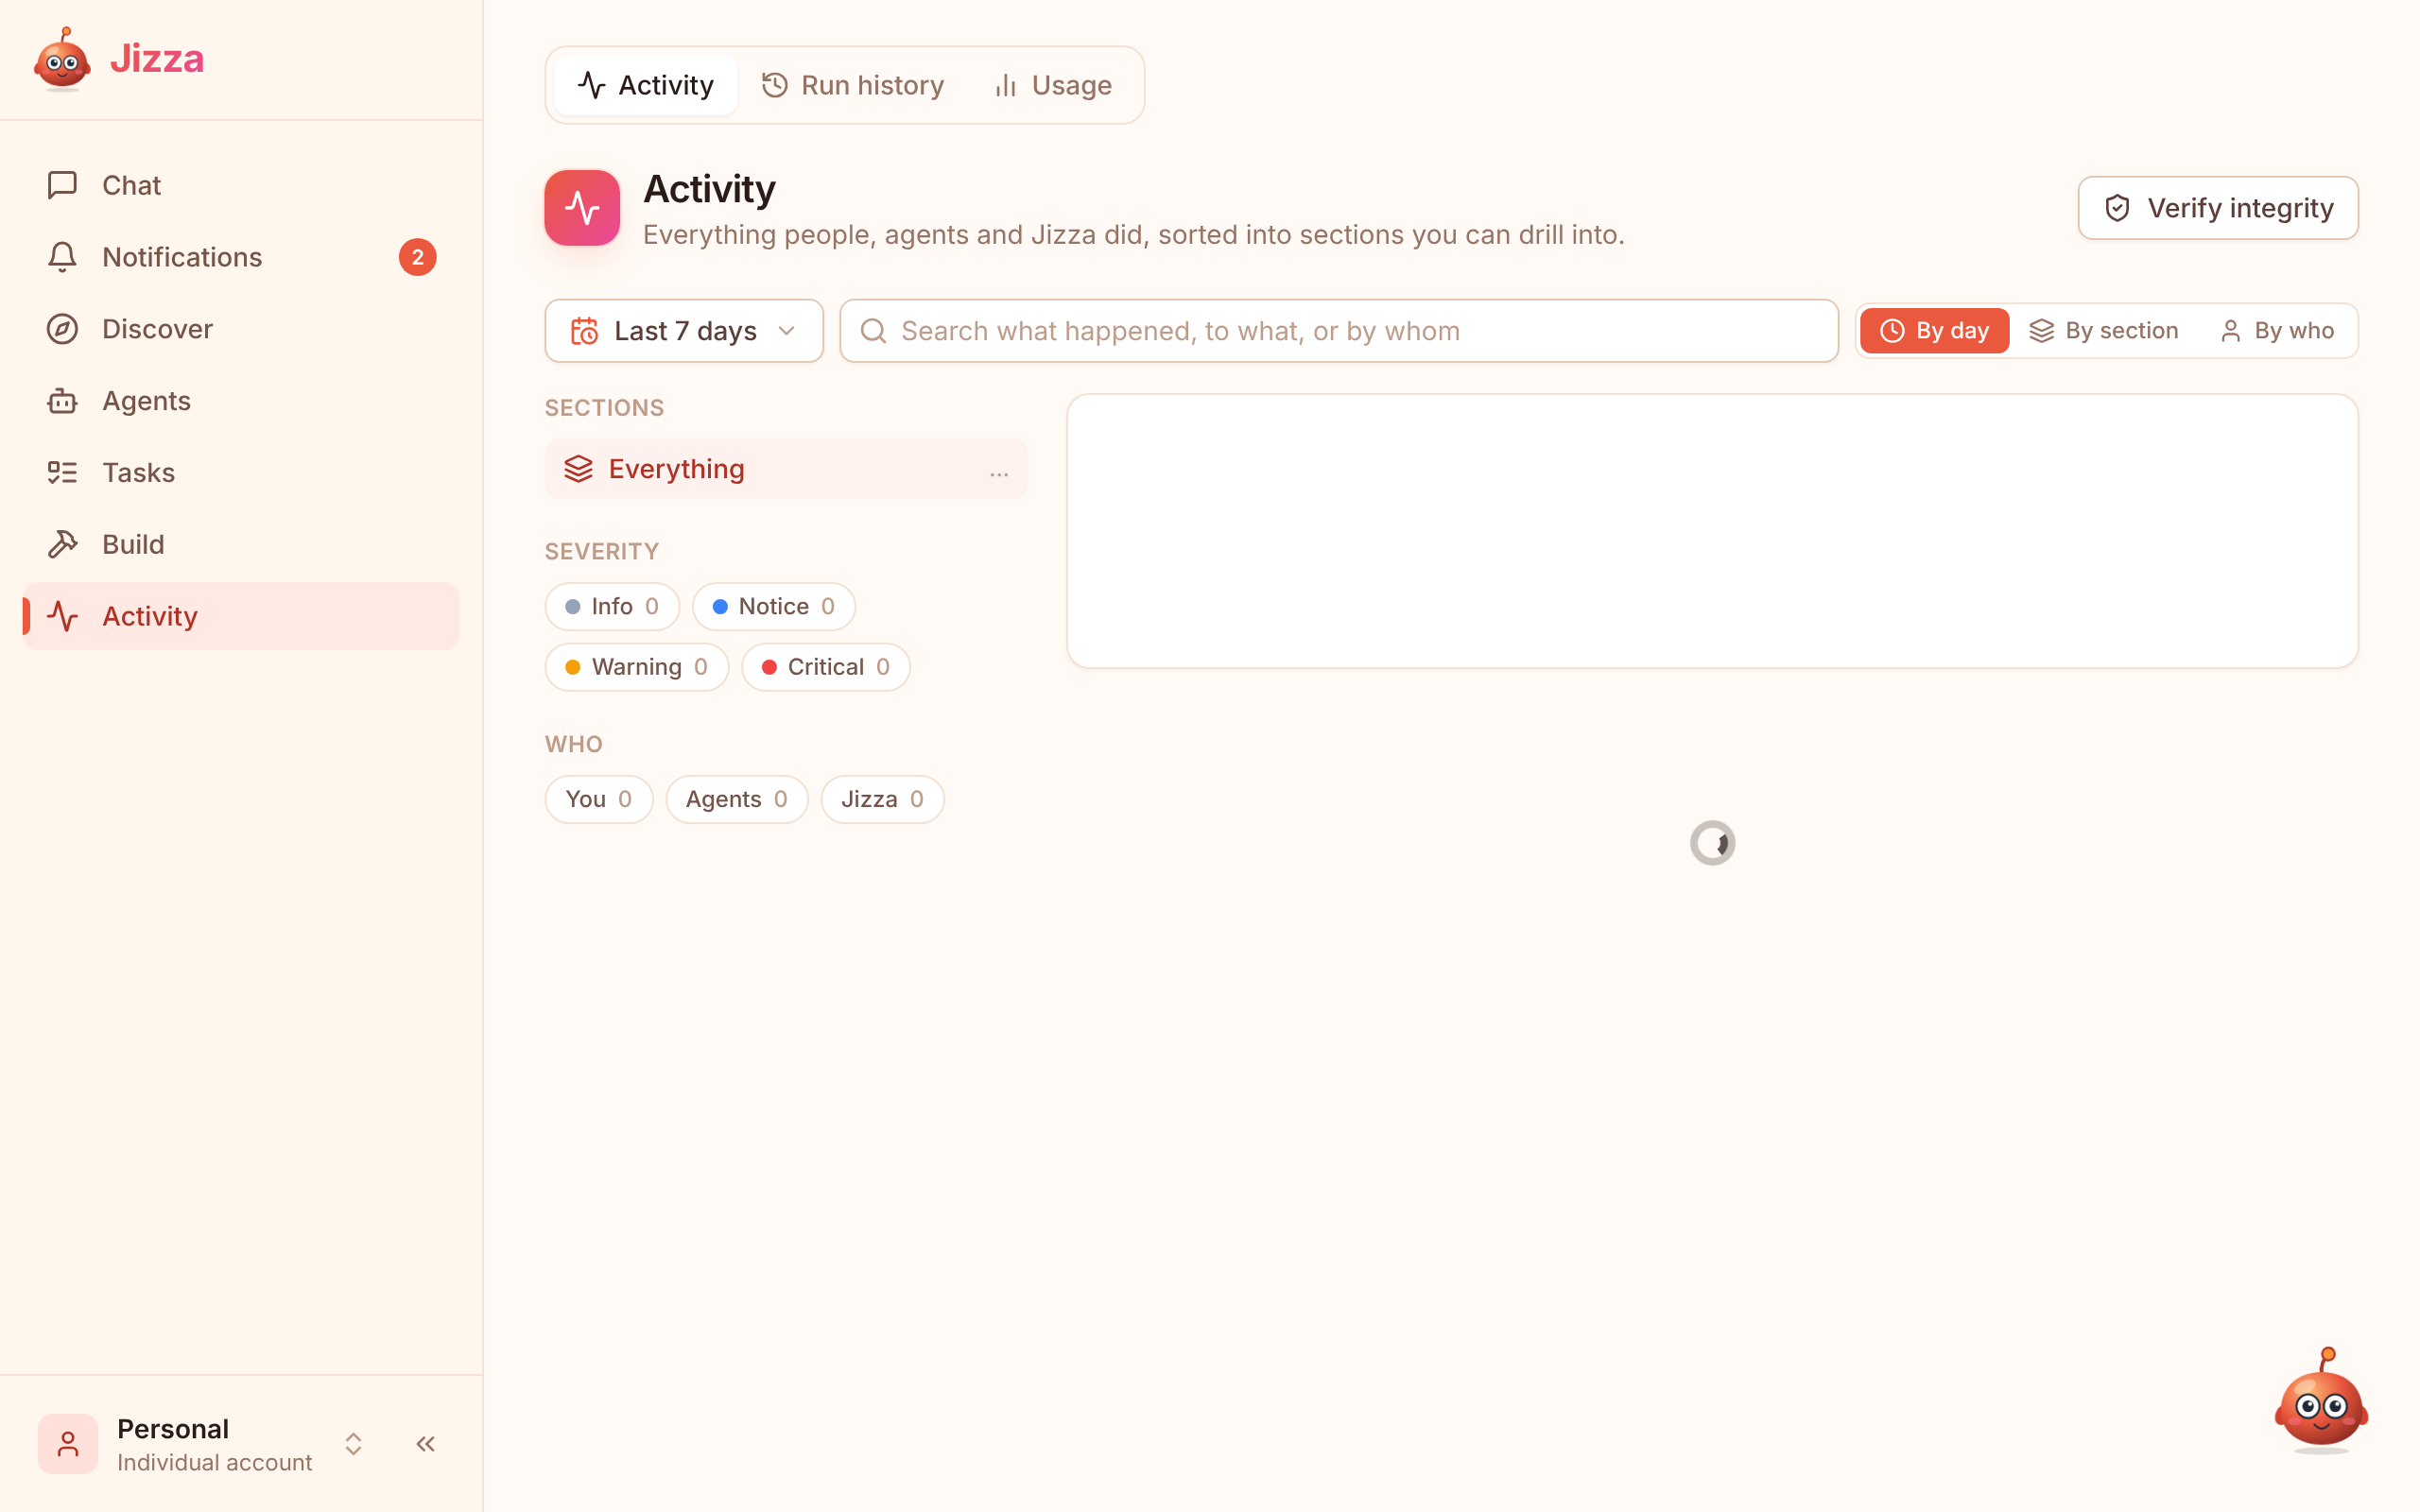 Jizza
Chat
Notifications 2
Discover
Agents
Tasks
Build
Activity
Personal
Individual account
Activity Run history Usage
Activity
Everything people, agents and Jizza did, sorted into sections you can drill into.
Verify integrity
Last 7 days Search what happened, to what, or by whom By day By section By who
SECTIONS
Everything ...
SEVERITY
Info 0 Notice 0
Warning 0 Critical 0
WHO
You 0 Agents 0 Jizza 0